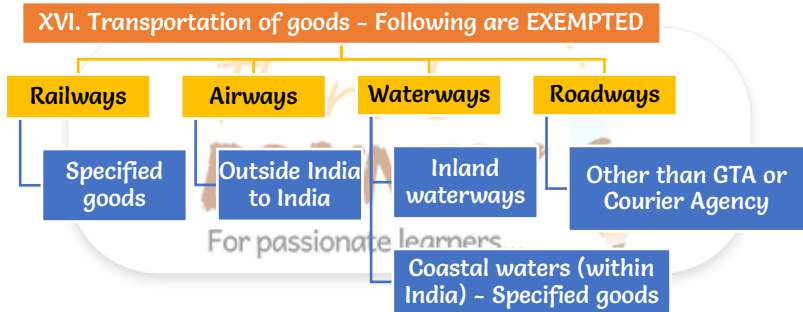 XVI. Transportation of goods - Following are EXEMPTED
Railways
Airways
Waterways
Roadways
Specified
goods
Outside India
to India
Inland
waterways
Other than GTA or
Courier Agency
For passionate learners...
Coastal waters (within
India) - Specified goods